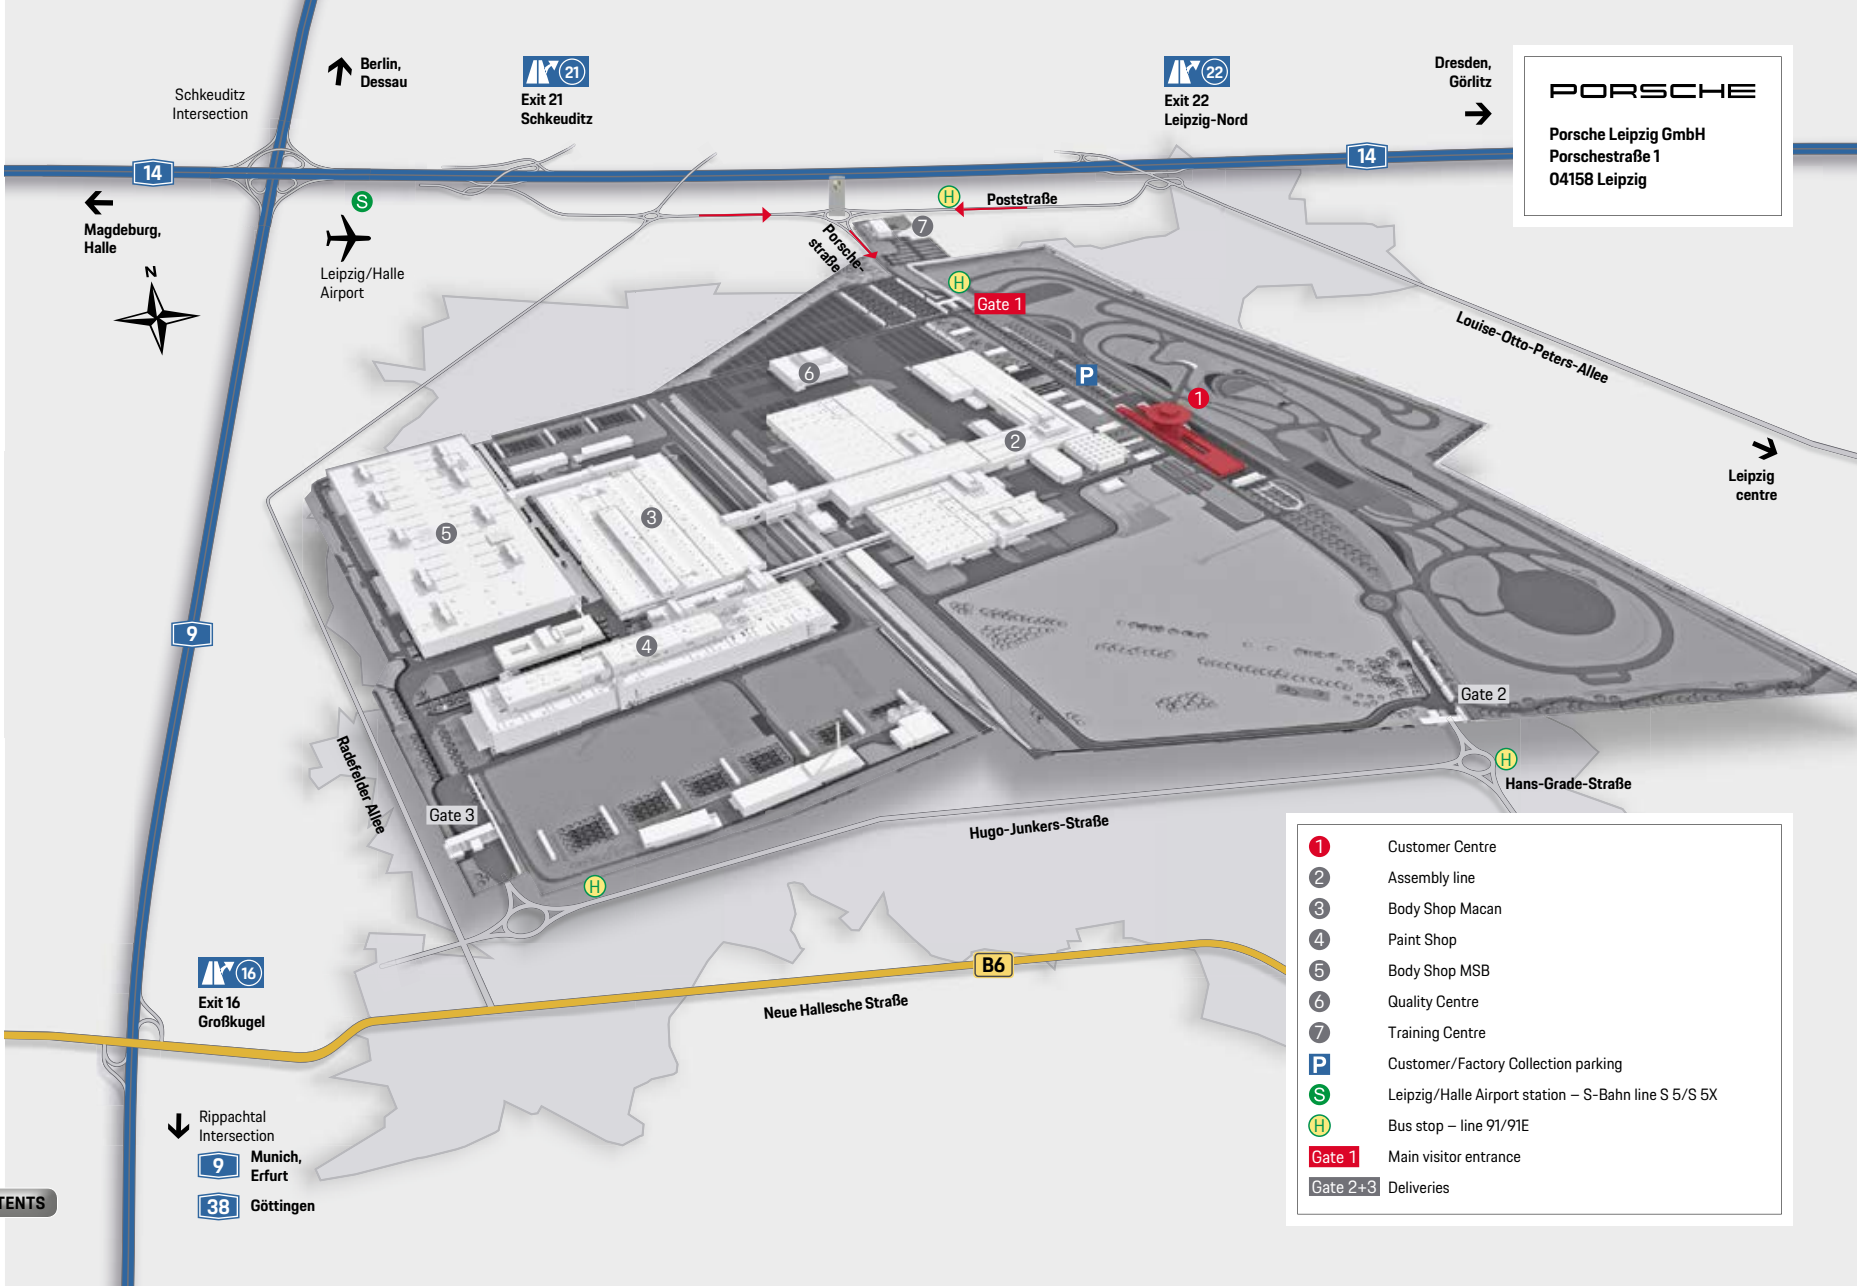 Schkeuditz
Intersection
Berlin,
Dessau
21
Exit 21
Schkeuditz
22
Exit 22
Leipzig-Nord
Dresden,
Görlitz
PORSCHE
Porsche Leipzig GmbH
Porschestraße 1
04158 Leipzig
14
14
Magdeburg,
Halle
N
S
Leipzig/Halle
Airport
H
Poststraße
7
Porsche-
straße
H
Gate 1
Louise-Otto-Peters-Allee
P
1
6
2
Leipzig
centre
3
5
4
9
Gate 2
H
Hans-Grade-Straße
Radefelder Allee
Gate 3
Hugo-Junkers-Straße
H
B6
Neue Hallesche Straße
16
Exit 16
Großkugel
Rippachtal
Intersection
9 Munich,
Erfurt
38 Göttingen
TENTS
1 Customer Centre
2 Assembly line
3 Body Shop Macan
4 Paint Shop
5 Body Shop MSB
6 Quality Centre
7 Training Centre
P Customer/Factory Collection parking
S Leipzig/Halle Airport station – S-Bahn line S 5/S 5X
H Bus stop – line 91/91E
Gate 1 Main visitor entrance
Gate 2+3 Deliveries